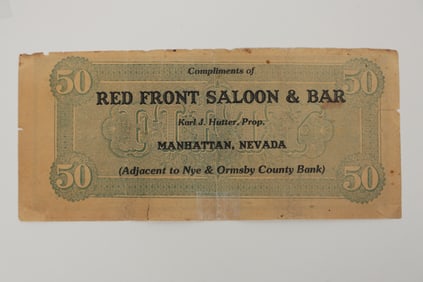 50 50
Compliments of
RED FRONT SALOON & BAR
Karl J. Hutter, Prop.
FIFTY
MANHATTAN, NEVADA
(Adjacent to Nye & Ormsby County Bank)
50 50